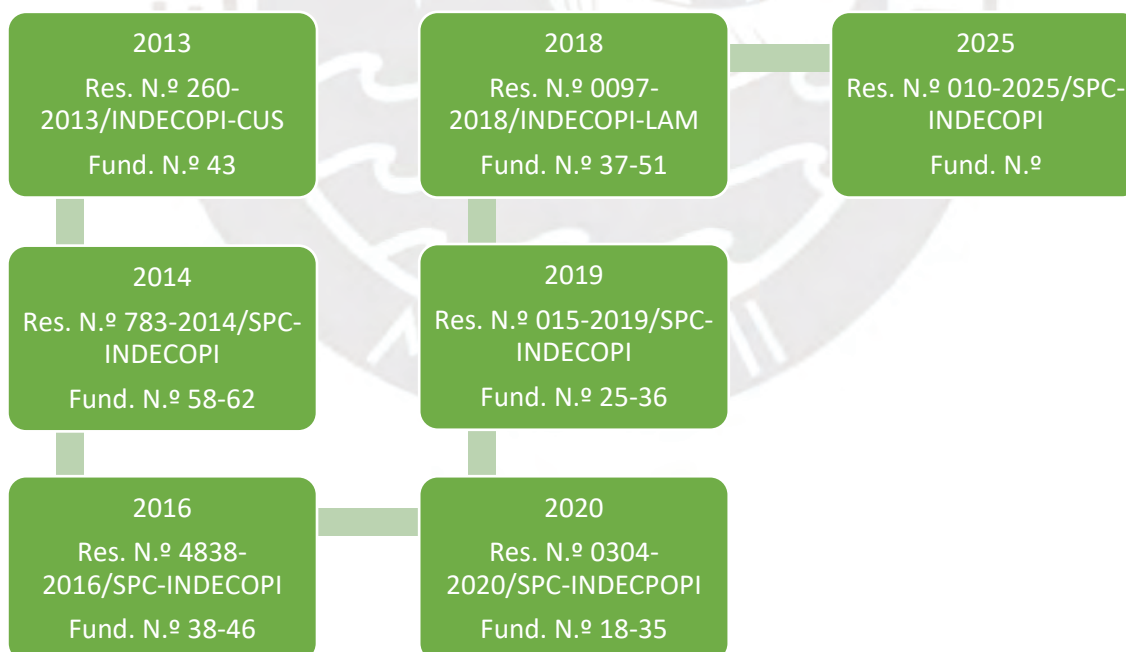 2013
Res. N.º 260-
2013/INDECOPI-CUS
Fund. N.º 43
2014
Res. N.º 783-2014/SPC-
INDECOPI
Fund. N.º 58-62
2016
Res. N.º 4838-
2016/SPC-INDECOPI
Fund. N.º 38-46
2020
Res. N.º 0304-
2020/SPC-INDECPOPI
Fund. N.º 18-35
2019
Res. N.º 015-2019/SPC-
INDECOPI
Fund. N.º 25-36
2018
Res. N.º 0097-
2018/INDECOPI-LAM
Fund. N.º 37-51
2025
Res. N.º 010-2025/SPC-
INDECOPI
Fund. N.º